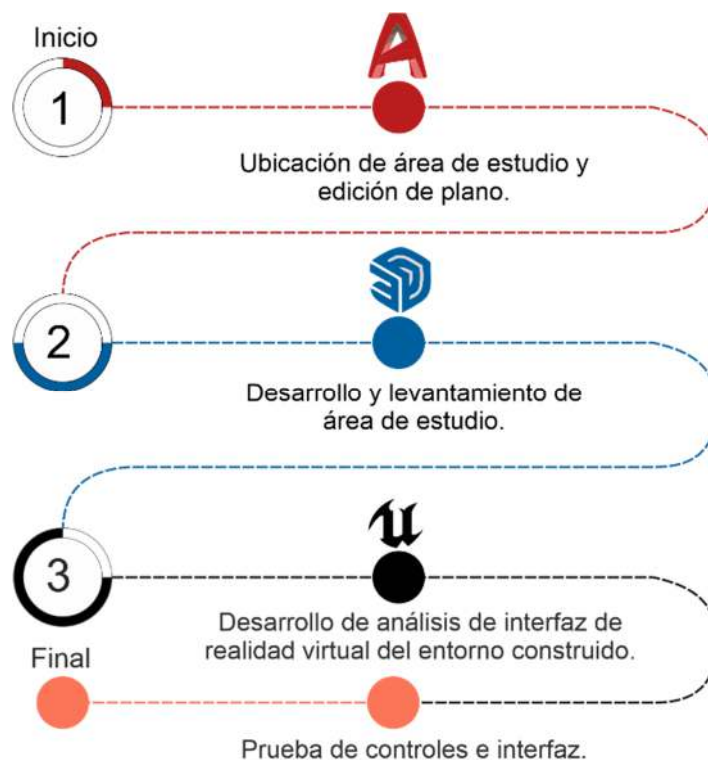 Inicio
1
Ubicación de área de estudio y
edición de plano.
2
Desarrollo y levantamiento de
área de estudio.
3
Desarrollo de análisis de interfaz de
realidad virtual del entorno construido.
Final
Prueba de controles e interfaz.